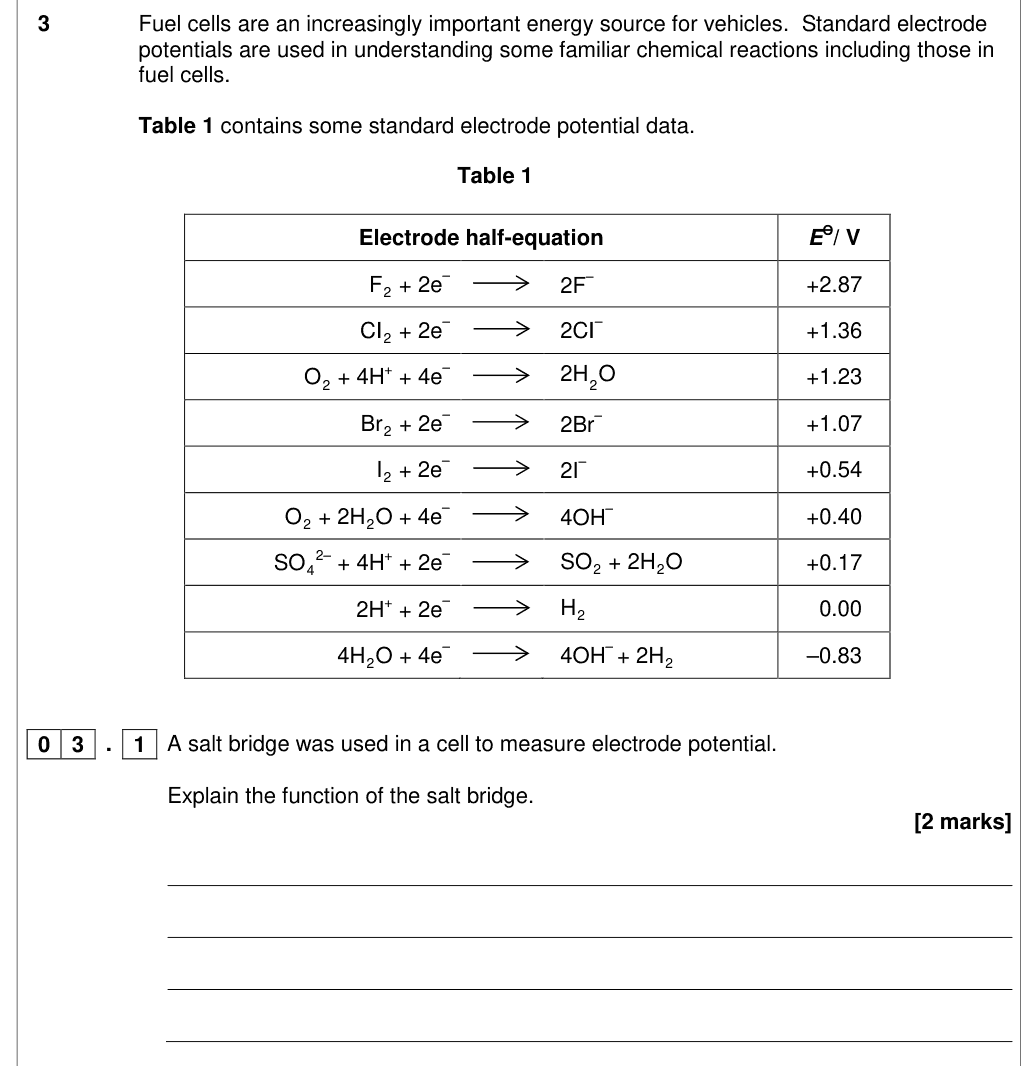 3 Fuel cells are an increasingly important energy source for vehicles. Standard electrode
potentials are used in understanding some familiar chemical reactions including those in
fuel cells.
Table 1 contains some standard electrode potential data.
Table 1
Electrode half-equation E⦵/ V
F₂ + 2e⁻ ⟶ 2F⁻ +2.87
Cl₂ + 2e⁻ ⟶ 2Cl⁻ +1.36
O₂ + 4H⁺ + 4e⁻ ⟶ 2H₂O +1.23
Br₂ + 2e⁻ ⟶ 2Br⁻ +1.07
I₂ + 2e⁻ ⟶ 2I⁻ +0.54
O₂ + 2H₂O + 4e⁻ ⟶ 4OH⁻ +0.40
SO₄²⁻ + 4H⁺ + 2e⁻ ⟶ SO₂ + 2H₂O +0.17
2H⁺ + 2e⁻ ⟶ H₂ 0.00
4H₂O + 4e⁻ ⟶ 4OH⁻ + 2H₂ –0.83
0 3 . 1 A salt bridge was used in a cell to measure electrode potential.
Explain the function of the salt bridge.
[2 marks]